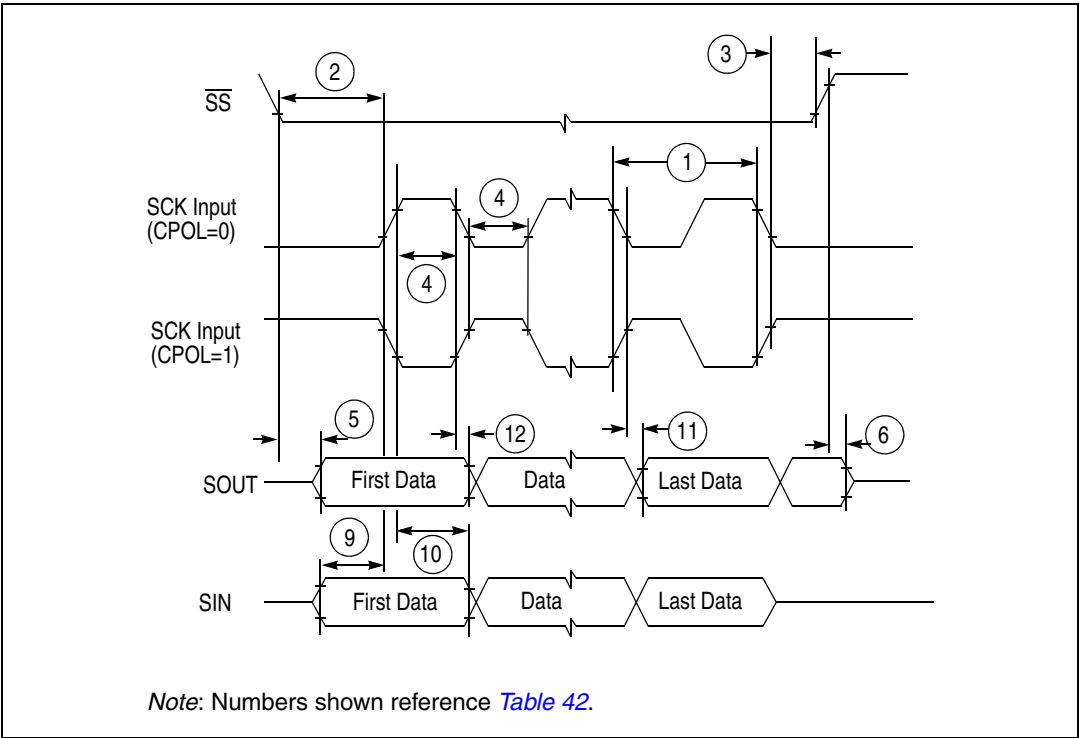 3
2
SS
1
4
SCK Input
(CPOL=0)
4
SCK Input
(CPOL=1)
5
12
11
6
SOUT
First Data
Data
Last Data
9
10
SIN
First Data
Data
Last Data
Note: Numbers shown reference Table 42.